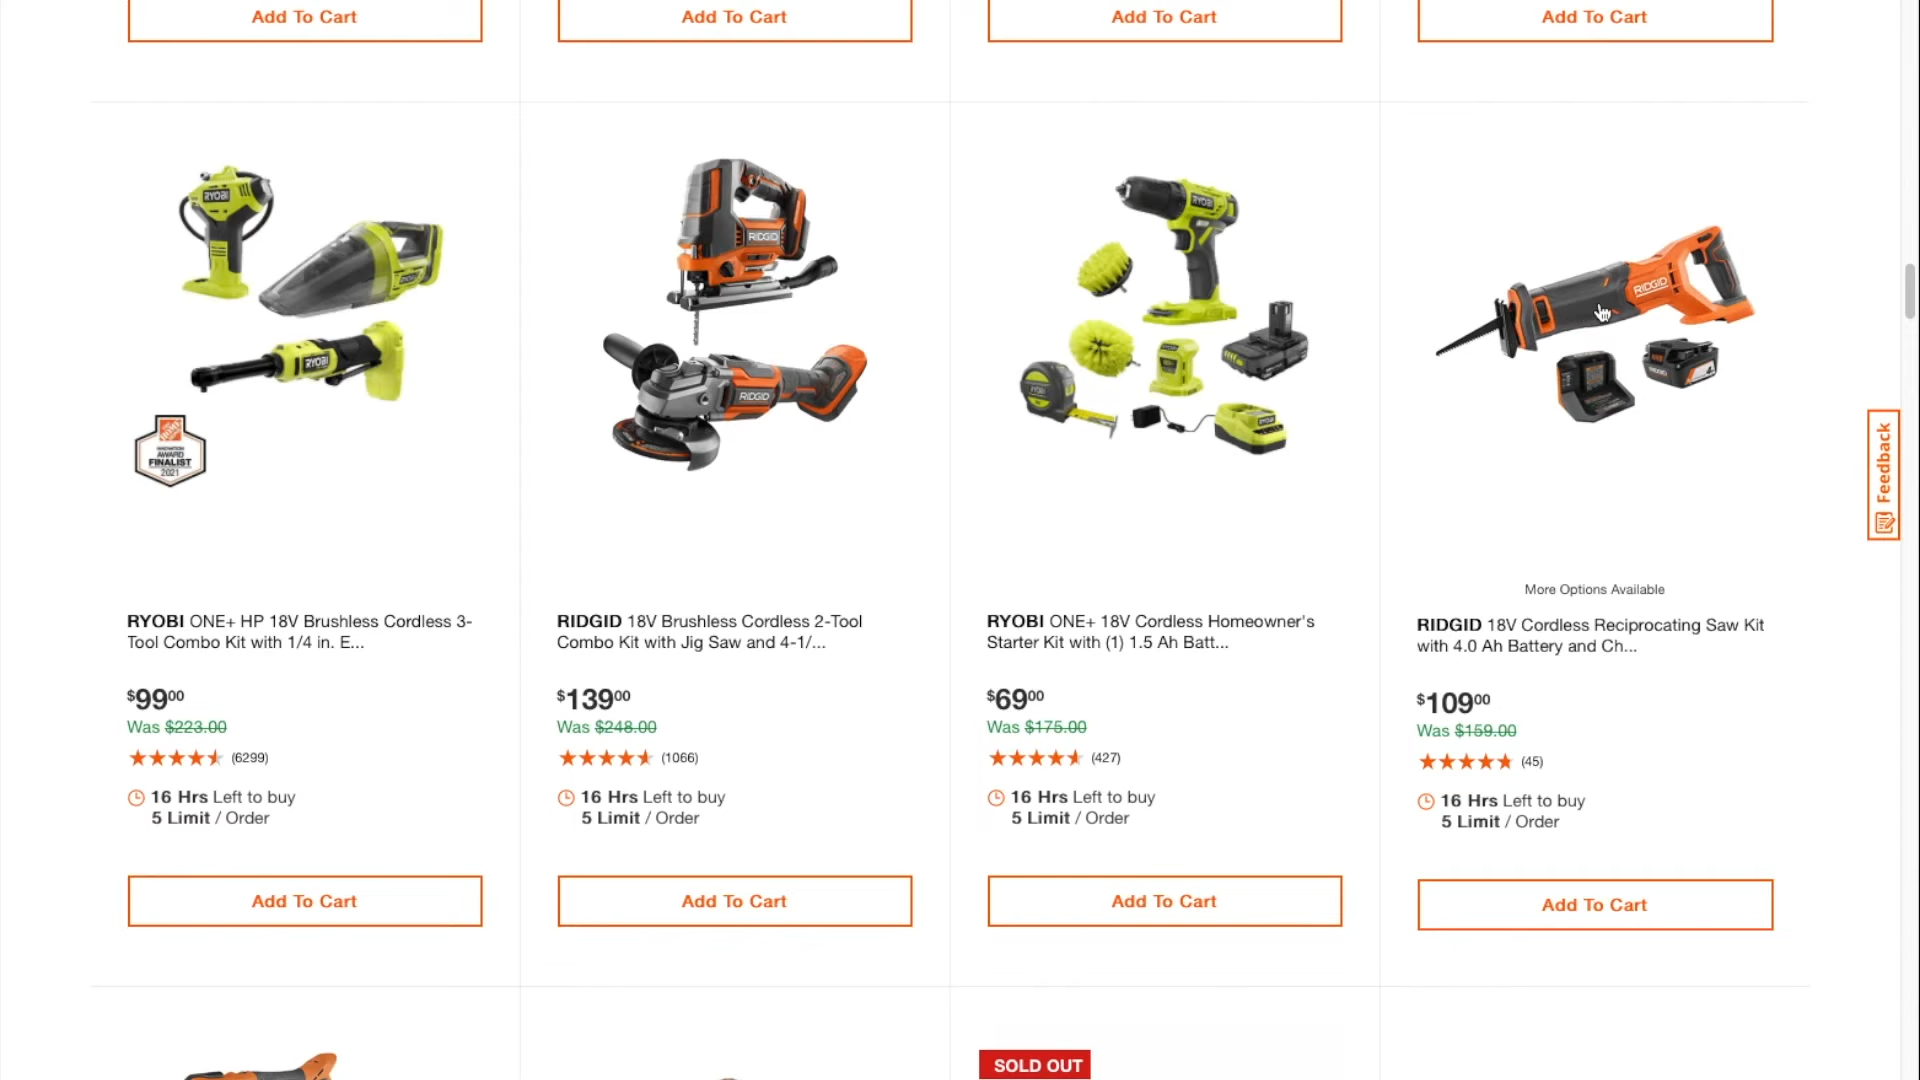 Add To Cart
Add To Cart
Add To Cart
Add To Cart
RYOBI
RYOBI
HOME
INNOVATION
AWARD
FINALIST
2021
RIDGID
RIDGID
RYOBI
RIDGID
Feedback
More Options Available
RYOBI ONE+ HP 18V Brushless Cordless 3-
Tool Combo Kit with 1/4 in. E...
$9900
Was $223.00
(6299)
16 Hrs Left to buy
5 Limit / Order
Add To Cart
RIDGID 18V Brushless Cordless 2-Tool
Combo Kit with Jig Saw and 4-1/...
$13900
Was $248.00
(1066)
16 Hrs Left to buy
5 Limit / Order
Add To Cart
RYOBI ONE+ 18V Cordless Homeowner's
Starter Kit with (1) 1.5 Ah Batt...
$6900
Was $175.00
(427)
16 Hrs Left to buy
5 Limit / Order
Add To Cart
RIDGID 18V Cordless Reciprocating Saw Kit
with 4.0 Ah Battery and Ch...
$10900
Was $159.00
(45)
16 Hrs Left to buy
5 Limit / Order
Add To Cart
SOLD OUT